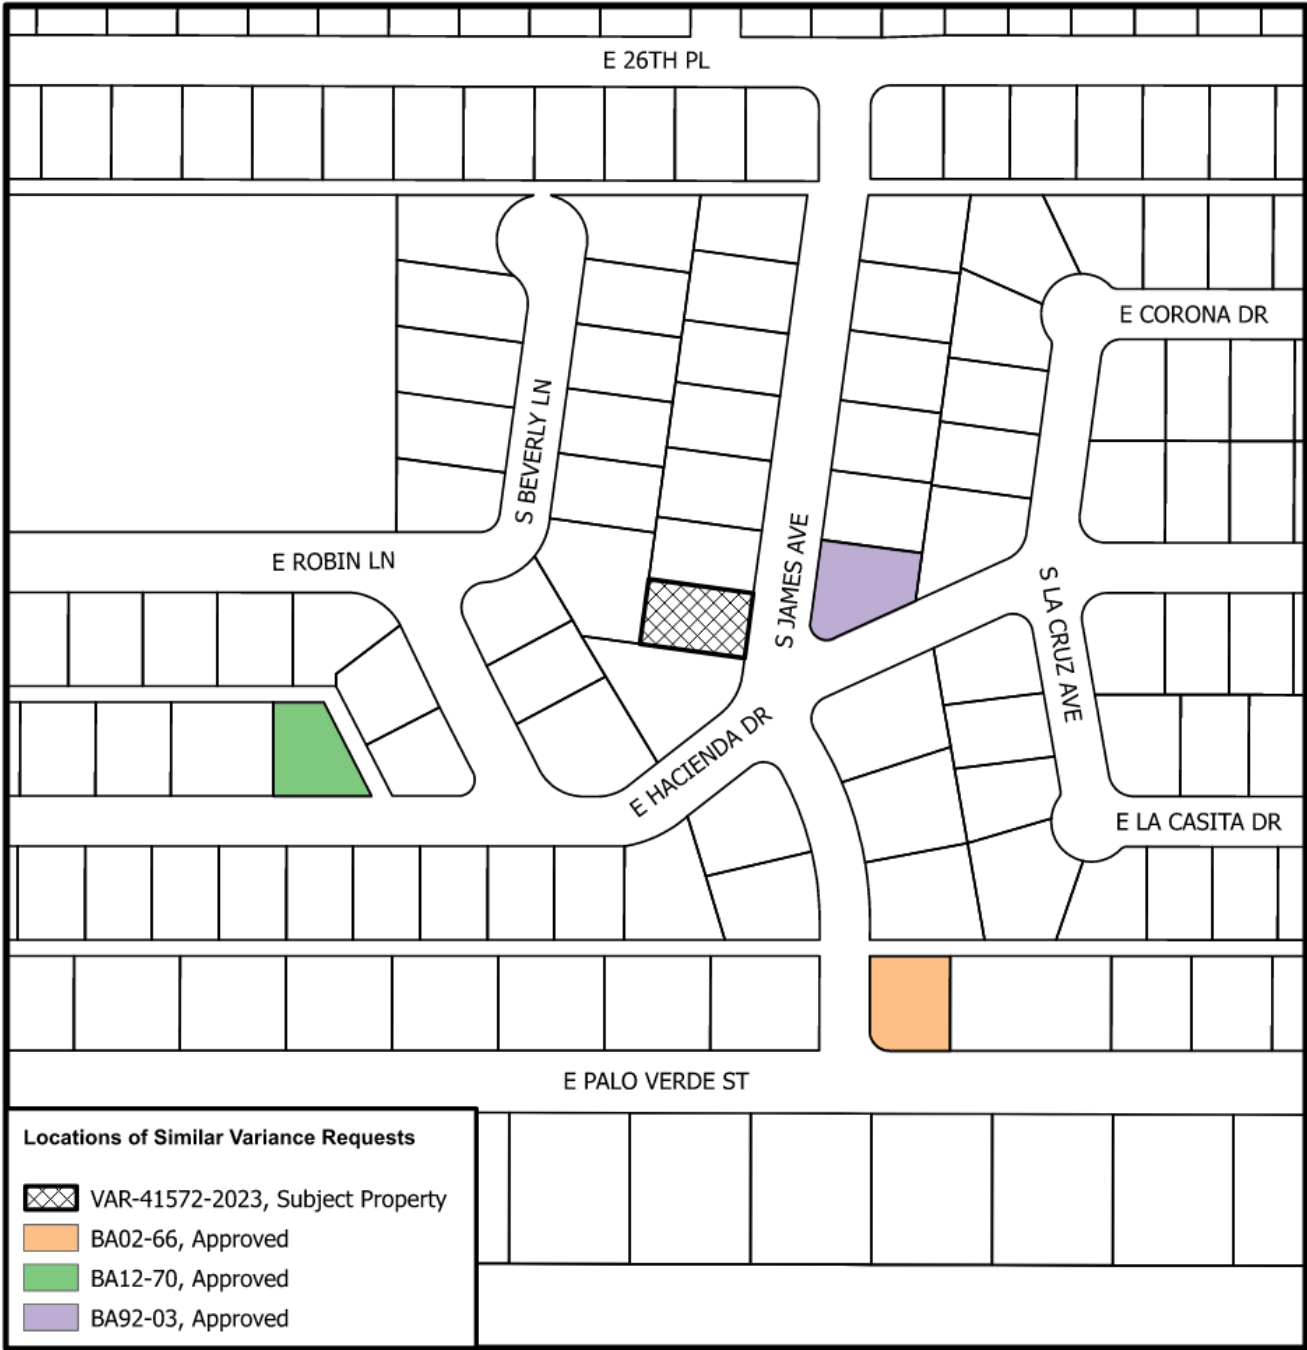 E 26TH PL
E CORONA DR
S BEVERLY LN
E ROBIN LN
S JAMES AVE
S LA CRUZ AVE
E HACIENDA DR
E LA CASITA DR
E PALO VERDE ST
Locations of Similar Variance Requests
VAR-41572-2023, Subject Property
BA02-66, Approved
BA12-70, Approved
BA92-03, Approved